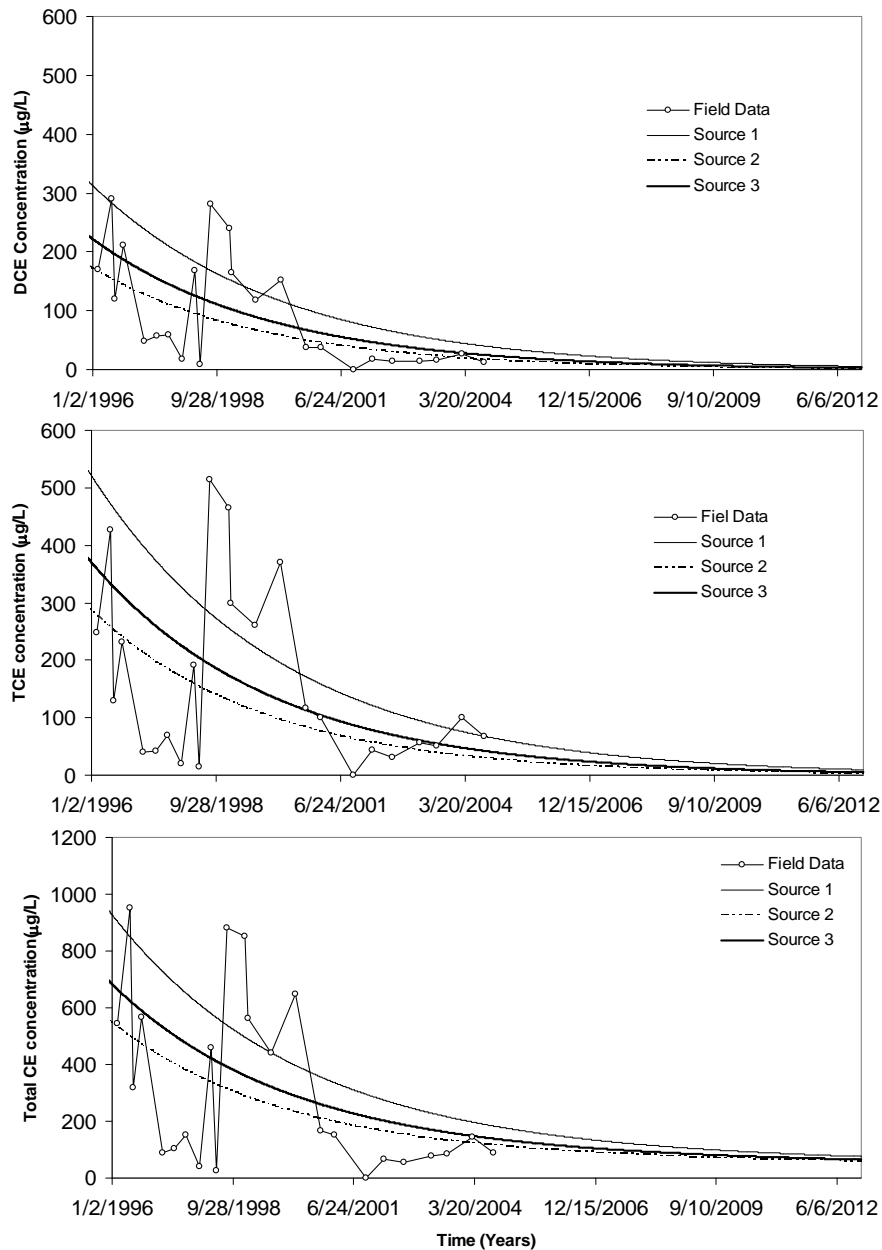 600
500
400
300
200
100
0
DCE Concentration (µg/L)
Field Data
Source 1
Source 2
Source 3
1/2/1996 9/28/1998 6/24/2001 3/20/2004 12/15/2006 9/10/2009 6/6/2012
600
500
400
300
200
100
0
TCE concentration (µg/L)
Fiel Data
Source 1
Source 2
Source 3
1/2/1996 9/28/1998 6/24/2001 3/20/2004 12/15/2006 9/10/2009 6/6/2012
1200
1000
800
600
400
200
0
Total CE concentration(µg/L)
Field Data
Source 1
Source 2
Source 3
1/2/1996 9/28/1998 6/24/2001 3/20/2004 12/15/2006 9/10/2009 6/6/2012
Time (Years)